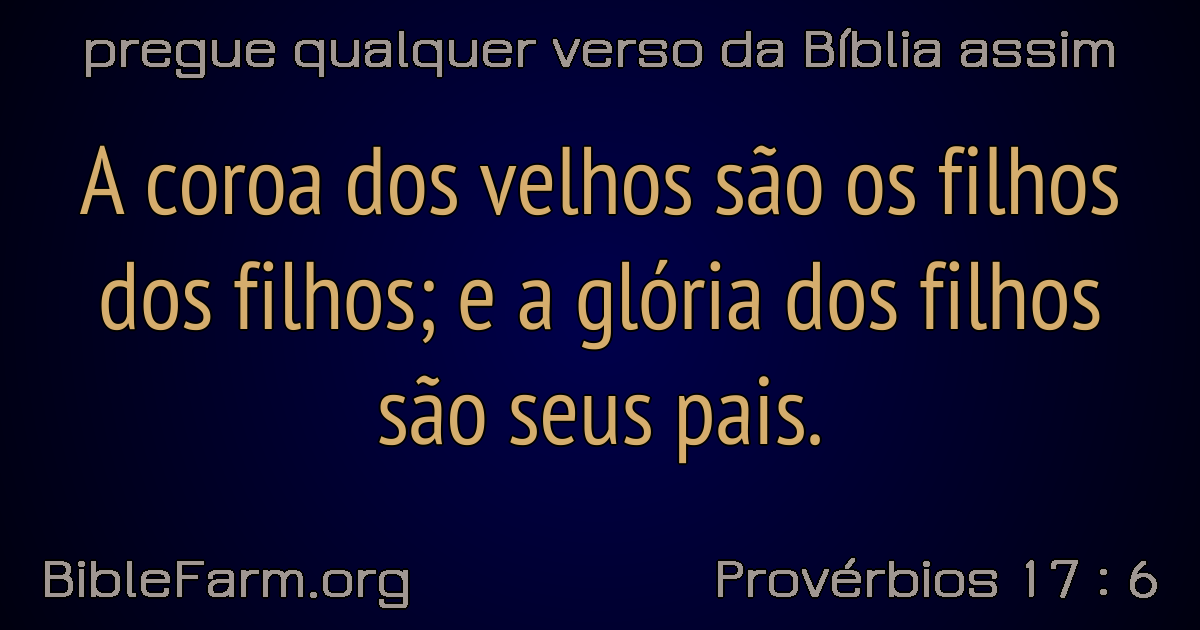 pregue qualquer verso da Bíblia assim
A coroa dos velhos são os filhos
dos filhos; e a glória dos filhos
são seus pais.
BibleFarm.org
Provérbios 17 : 6